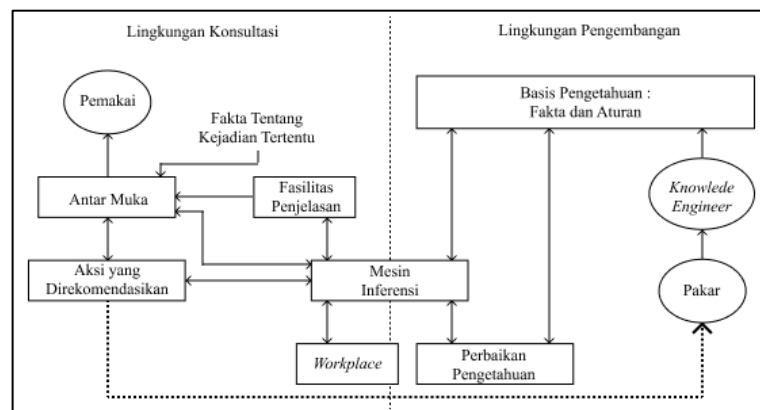 Lingkungan Konsultasi
Lingkungan Pengembangan
Pemakai
Fakta Tentang
Kejadian Tertentu
Basis Pengetahuan :
Fakta dan Aturan
Antar Muka
Fasilitas
Penjelasan
Knowlede
Engineer
Aksi yang
Direkomendasikan
Mesin
Inferensi
Pakar
Workplace
Perbaikan
Pengetahuan